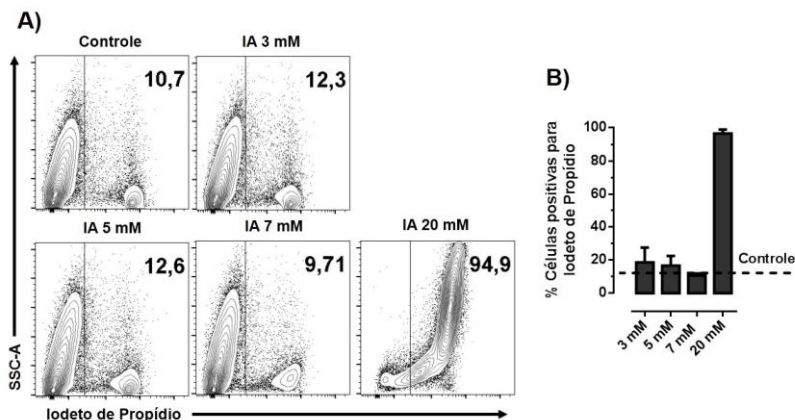 A)
Controle
IA 3 mM
10,7
12,3
IA 5 mM
IA 7 mM
IA 20 mM
12,6
9,71
94,9
SSC-A
Iodeto de Propídio
B)
% Células positivas para
Iodeto de Propídio
100
80
60
40
20
0
Controle
3 mM
5 mM
7 mM
20 mM